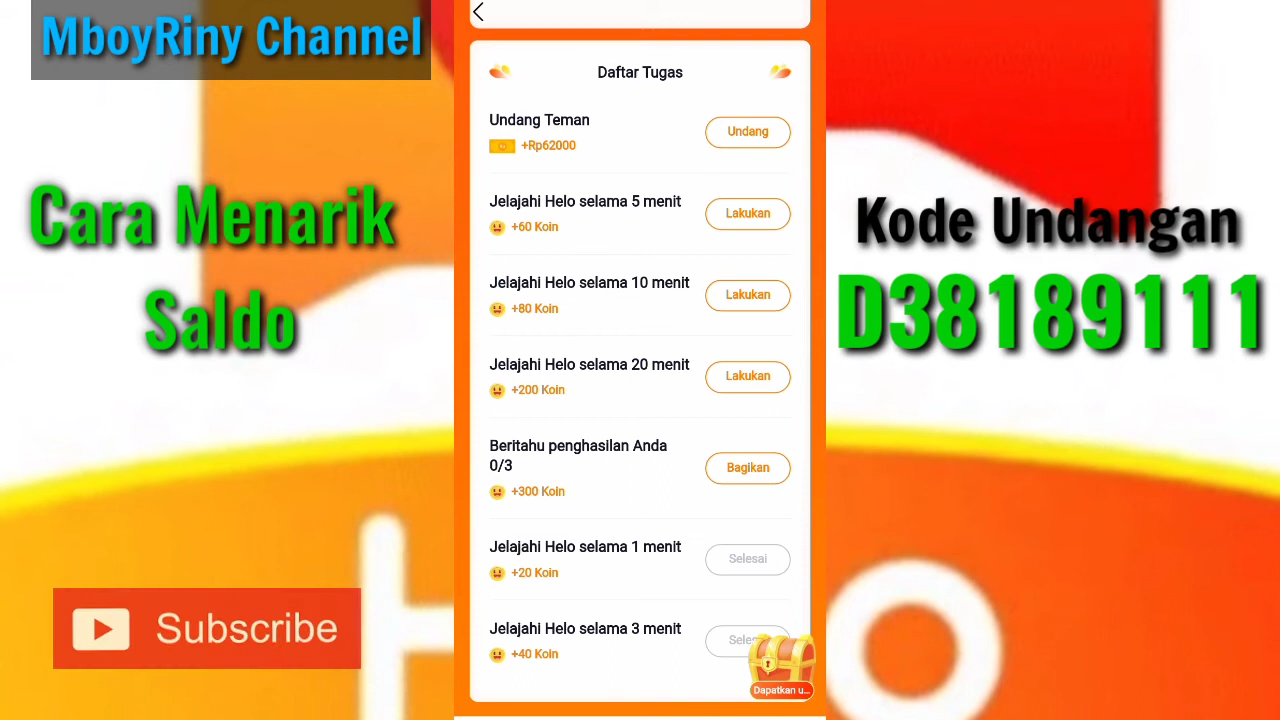 MboyRiny Channel
Cara Menarik
Saldo
Subscribe
Daftar Tugas
Undang Teman
+Rp62000
Undang
Jelajahi Helo selama 5 menit
+60 Koin
Lakukan
Jelajahi Helo selama 10 menit
+80 Koin
Lakukan
Jelajahi Helo selama 20 menit
+200 Koin
Lakukan
Beritahu penghasilan Anda
0/3
+300 Koin
Bagikan
Jelajahi Helo selama 1 menit
+20 Koin
Selesai
Jelajahi Helo selama 3 menit
+40 Koin
Dapatkan u...
Kode Undangan
D38189111